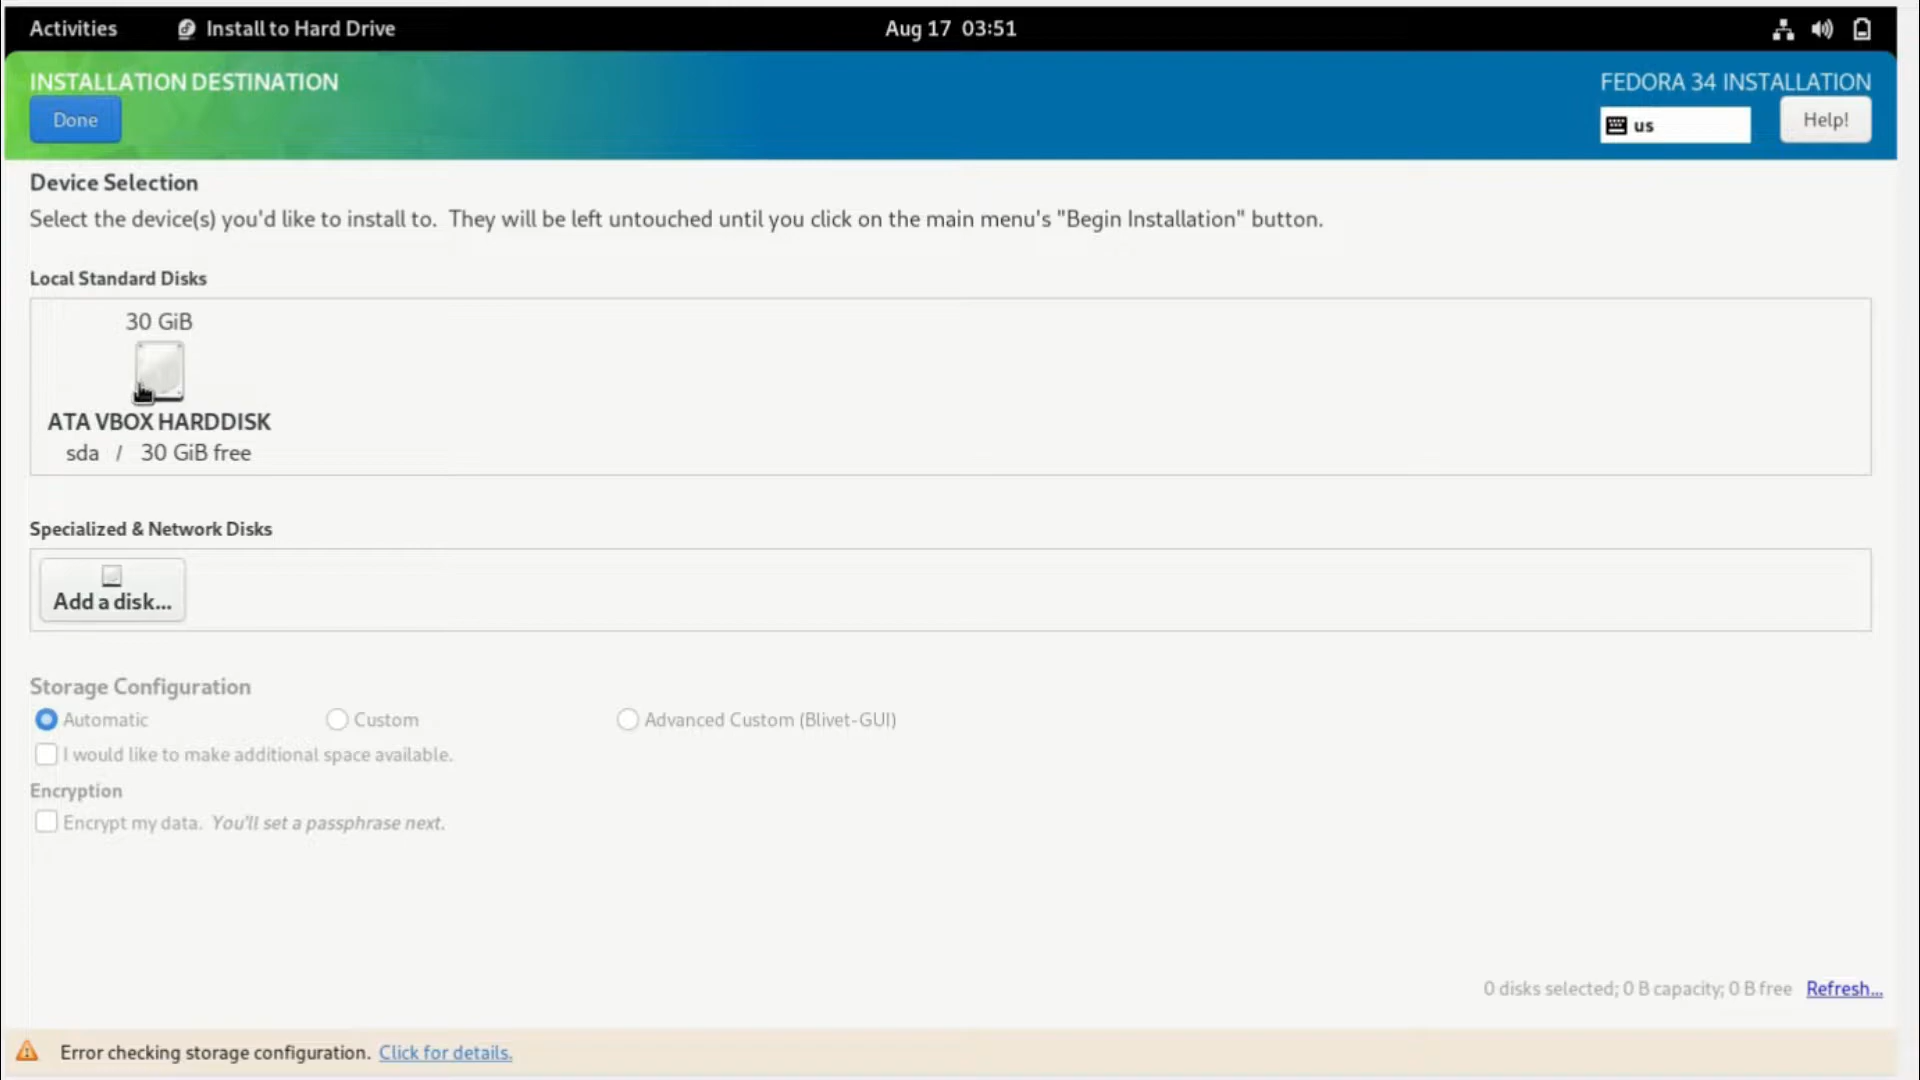 Activities Install to Hard Drive Aug 17 03:51
INSTALLATION DESTINATION FEDORA 34 INSTALLATION
Done us Help!
Device Selection
Select the device(s) you'd like to install to. They will be left untouched until you click on the main menu's "Begin Installation" button.
Local Standard Disks
30 GiB
ATA VBOX HARDDISK
sda / 30 GiB free
Specialized & Network Disks
Add a disk...
Storage Configuration
Automatic Custom Advanced Custom (Blivet-GUI)
I would like to make additional space available.
Encryption
Encrypt my data. You'll set a passphrase next.
0 disks selected; 0 B capacity; 0 B free Refresh...
Error checking storage configuration. Click for details.